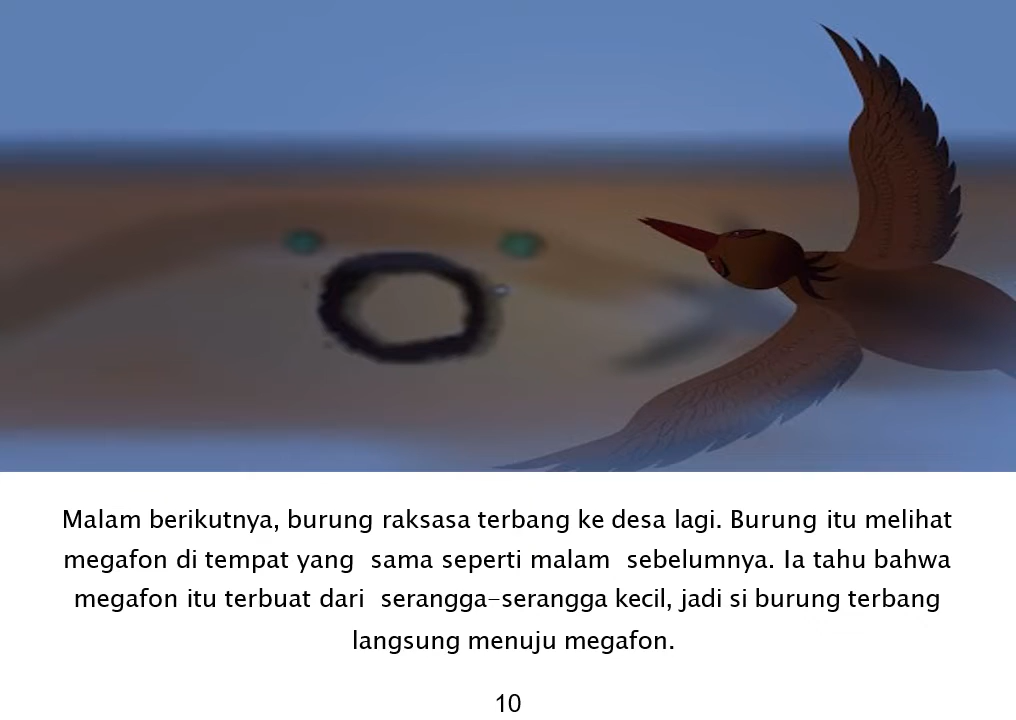 Malam berikutnya, burung raksasa terbang ke desa lagi. Burung itu melihat
megafon di tempat yang  sama seperti malam  sebelumnya. Ia tahu bahwa
megafon itu terbuat dari  serangga-serangga kecil, jadi si burung terbang
langsung menuju megafon.
10